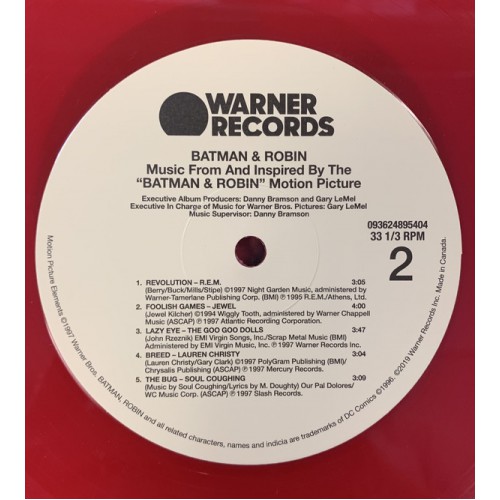 WARNER
RECORDS
BATMAN & ROBIN
Music From And Inspired By The
“BATMAN & ROBIN” Motion Picture
Executive Album Producers: Danny Bramson and Gary LeMel
Executive In Charge of Music for Warner Bros. Pictures: Gary LeMel
Music Supervisor: Danny Bramson
093624895404
33 1/3 RPM
2
1. REVOLUTION – R.E.M. 3:05
(Berry/Buck/Mills/Stipe) ©1997 Night Garden Music, administered by
Warner-Tamerlane Publishing Corp. (BMI) ℗ 1995 R.E.M./Athens, Ltd.
2. FOOLISH GAMES – JEWEL 4:00
(Jewel Kilcher) ©1994 Wiggly Tooth, administered by Warner Chappell
Music (ASCAP) ℗ 1997 Atlantic Recording Corporation.
3. LAZY EYE – THE GOO GOO DOLLS 3:47
(John Rzeznik) EMI Virgin Songs, Inc./Scrap Metal Music (BMI)
Administered by EMI Virgin Music, Inc. ℗ 1997 Warner Records Inc.
4. BREED – LAUREN CHRISTY 3:04
(Lauren Christy/Gary Clark) ©1997 PolyGram Publishing (BMI)/
Chrysalis Publishing (ASCAP) ℗ 1997 Mercury Records.
5. THE BUG – SOUL COUGHING 3:09
(Music by Soul Coughing/Lyrics by M. Doughty) Our Pal Dolores/
WC Music Corp. (ASCAP) ℗ 1997 Slash Records.
Motion Picture Elements ©1997 Warner Bros. BATMAN, ROBIN and all related characters, names and indicia are trademarks of DC Comics ©1996. ©2019 Warner Records Inc. Made in Canada.